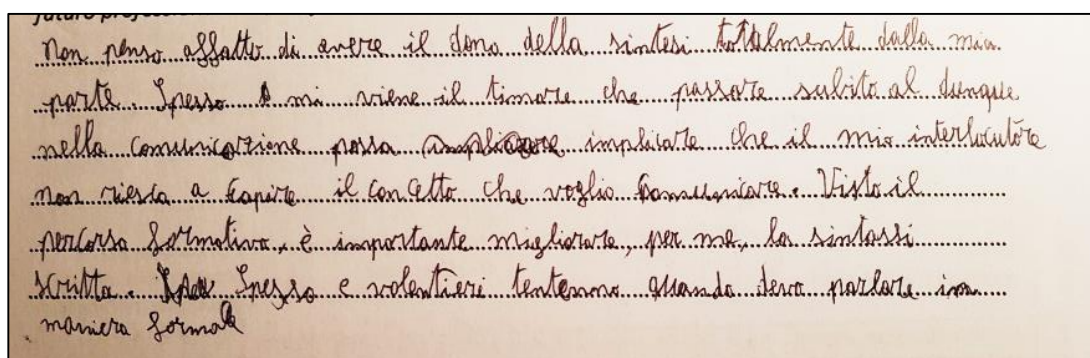 futuro profession
Non penso affatto di avere il dono della sintesi totalmente dalla mia
parte. Spesso mi viene il timore che passare subito al dunque
nella comunicazione possa implicare che il mio interlocutore
non riesca a capire il concetto che voglio comunicare. Visto il
percorso formativo, è importante migliorare, per me, la sintassi
scritta. Spesso e volentieri tentenno quando devo parlare in
maniera formale